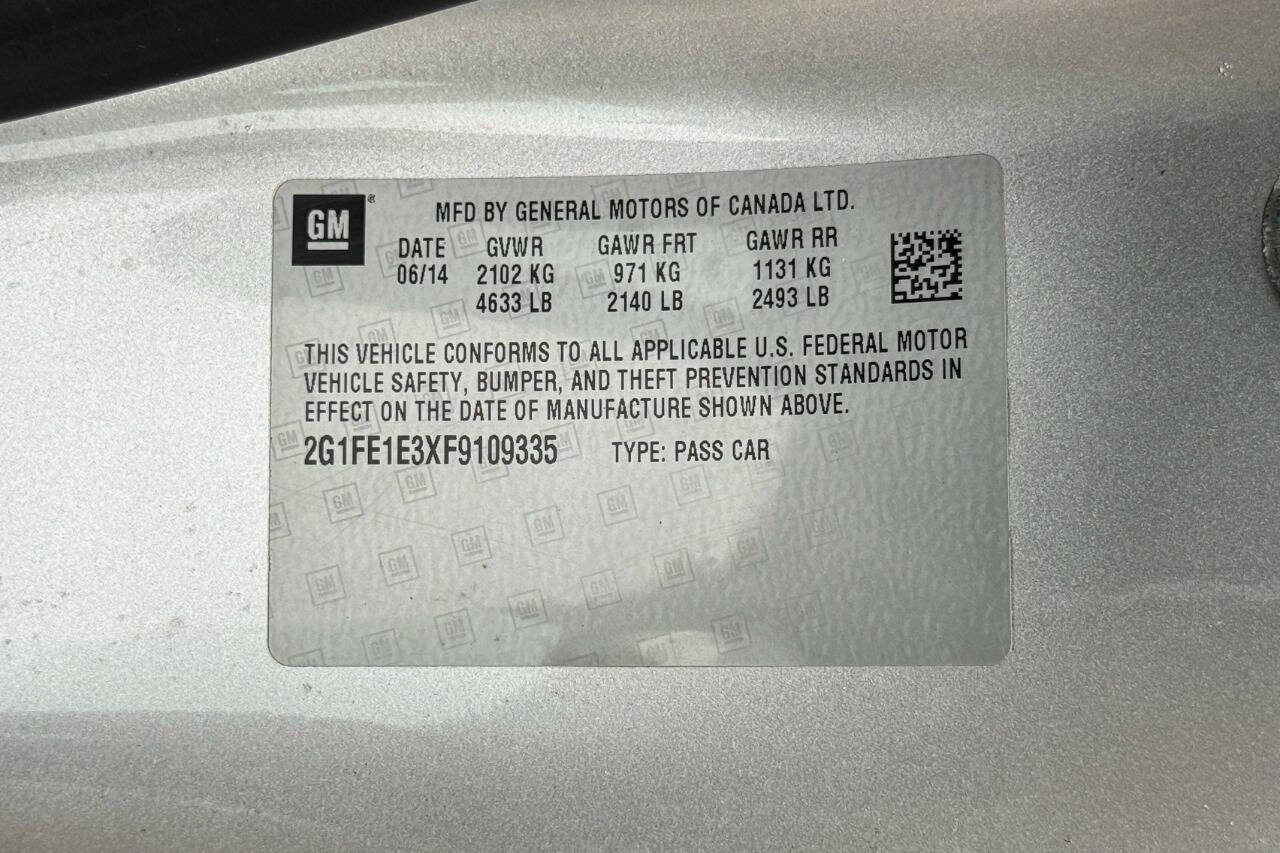 GM
MFD BY GENERAL MOTORS OF CANADA LTD.
DATE GVWR GAWR FRT GAWR RR
06/14 2102 KG 971 KG 1131 KG
4633 LB 2140 LB 2493 LB
THIS VEHICLE CONFORMS TO ALL APPLICABLE U.S. FEDERAL MOTOR
VEHICLE SAFETY, BUMPER, AND THEFT PREVENTION STANDARDS IN
EFFECT ON THE DATE OF MANUFACTURE SHOWN ABOVE.
2G1FE1E3XF9109335 TYPE: PASS CAR